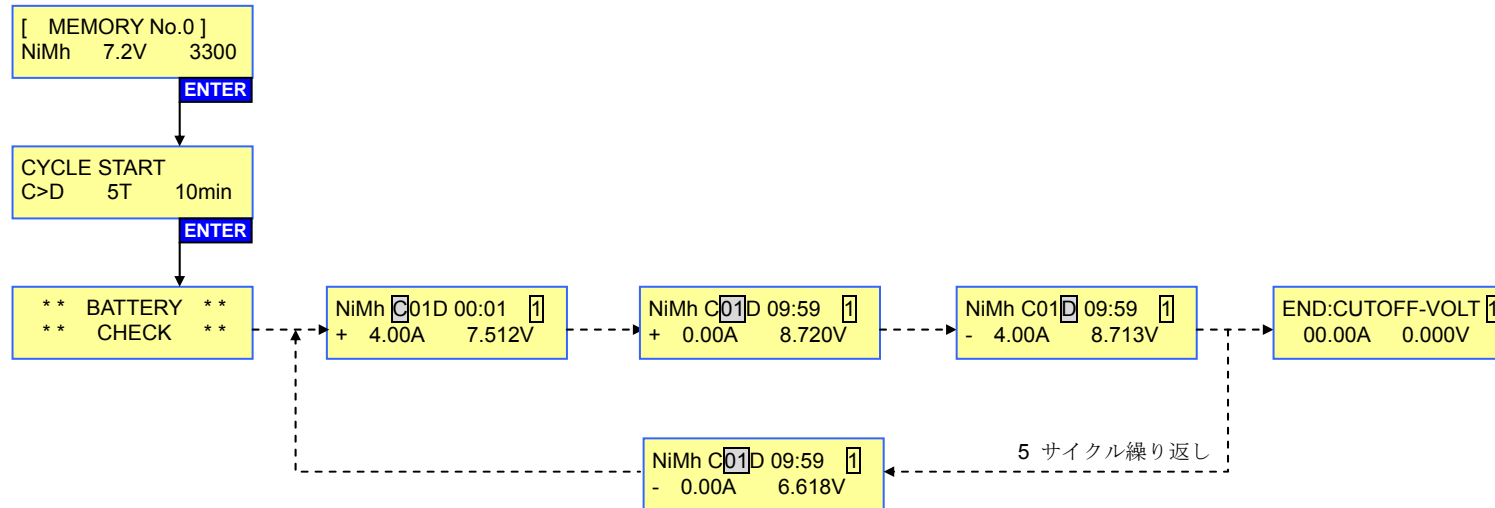 [ MEMORY No.0 ]
NiMh 7.2V 3300
ENTER
CYCLE START
C>D 5T 10min
ENTER
* * BATTERY * *
* * CHECK * *
NiMh C01D 00:01 1
+ 4.00A 7.512V
NiMh C01D 09:59 1
+ 0.00A 8.720V
NiMh C01D 09:59 1
- 4.00A 8.713V
END:CUTOFF-VOLT 1
00.00A 0.000V
5 サイクル繰り返し
NiMh C01D 09:59 1
- 0.00A 6.618V